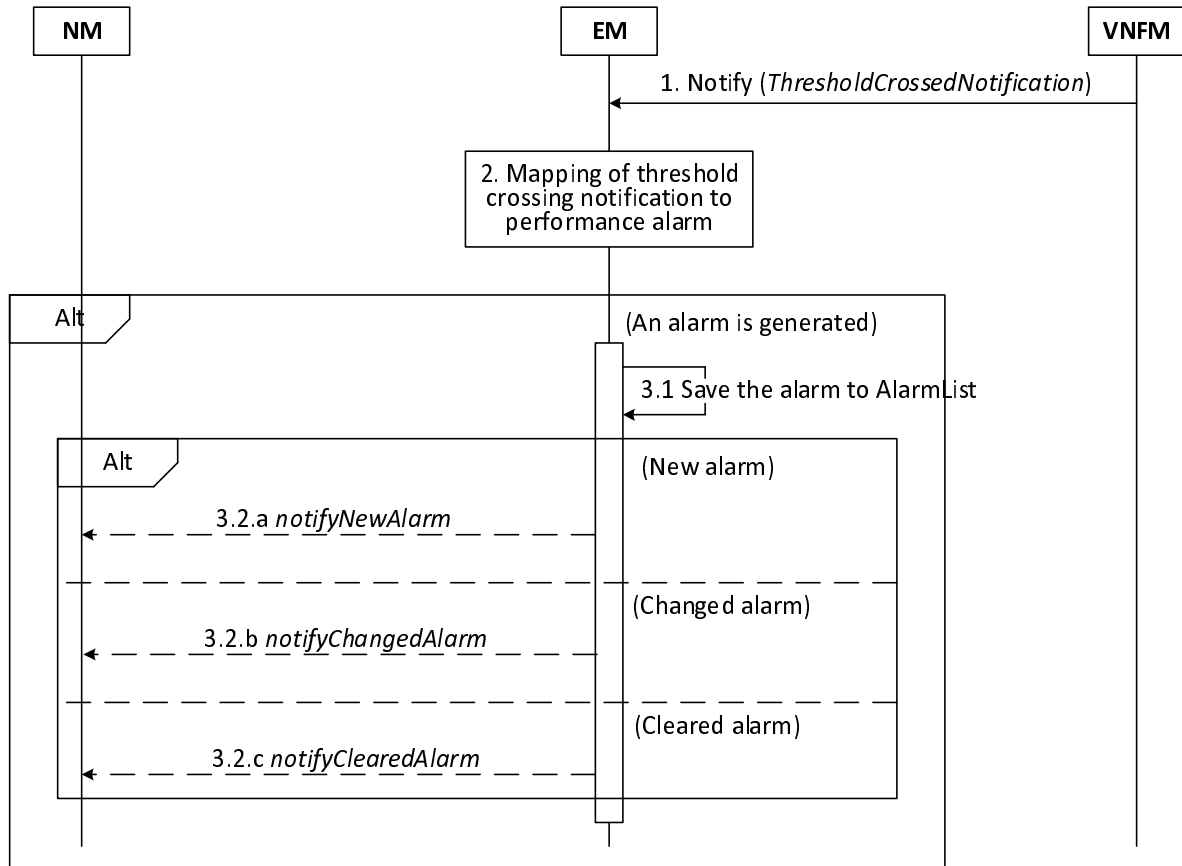 NM
EM
VNFM
1. Notify (ThresholdCrossedNotification)
2. Mapping of threshold
crossing notification to
performance alarm
Alt
(An alarm is generated)
3.1 Save the alarm to AlarmList
Alt
(New alarm)
3.2.a notifyNewAlarm
(Changed alarm)
3.2.b notifyChangedAlarm
(Cleared alarm)
3.2.c notifyClearedAlarm